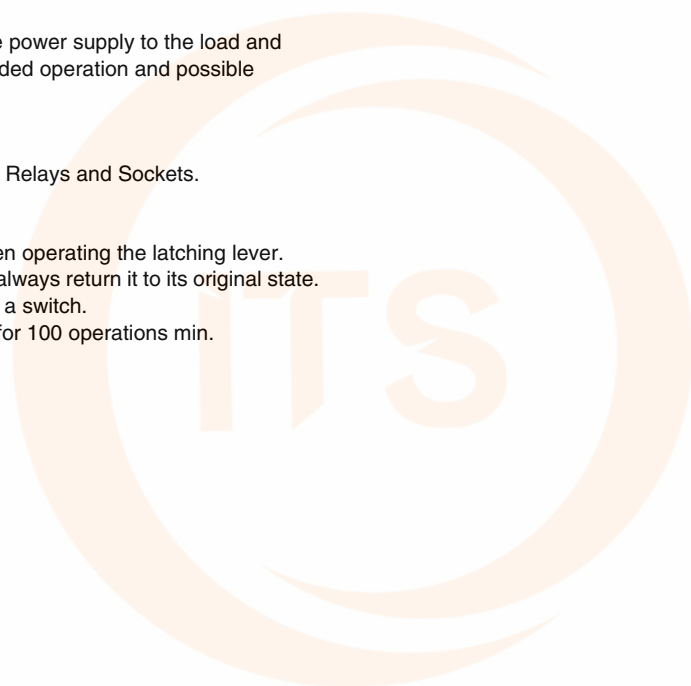 power supply to the load and
ded operation and possible
Relays and Sockets.
en operating the latching lever.
always return it to its original state.
a switch.
for 100 operations min.
ITS